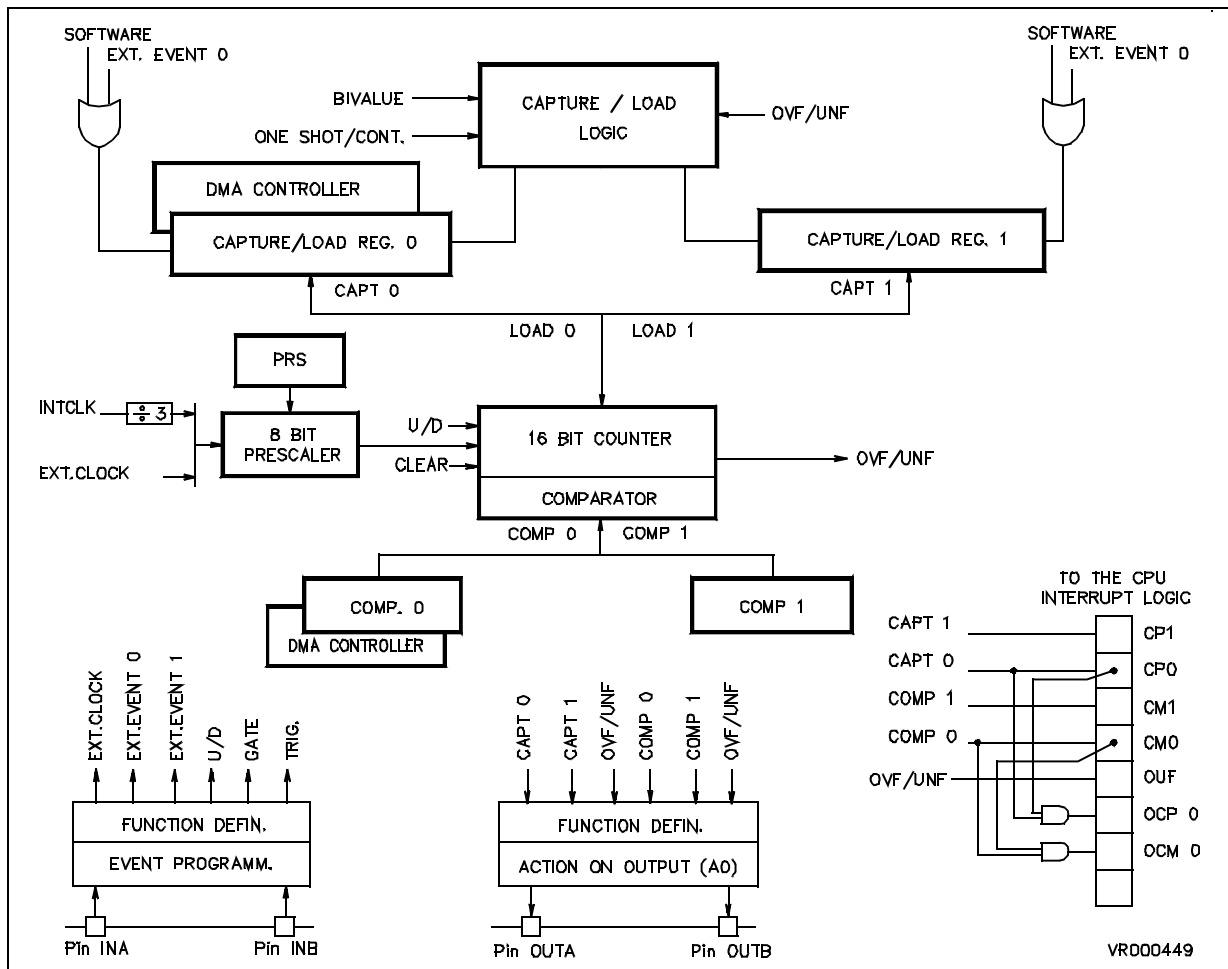 SOFTWARE
EXT. EVENT 0
SOFTWARE
EXT. EVENT 0
BIVALUE
ONE SHOT/CONT.
CAPTURE / LOAD
LOGIC
OVF/UNF
DMA CONTROLLER
CAPTURE/LOAD REG. 0
CAPTURE/LOAD REG. 1
CAPT 0
CAPT 1
LOAD 0
LOAD 1
PRS
INTCLK
÷ 3
EXT.CLOCK
8 BIT
PRESCALER
U/D
CLEAR
16 BIT COUNTER
COMPARATOR
OVF/UNF
COMP 0
COMP 1
COMP. 0
DMA CONTROLLER
COMP 1
TO THE CPU
INTERRUPT LOGIC
CAPT 1
CP1
CAPT 0
CP0
COMP 1
CM1
COMP 0
CM0
OVF/UNF
OUF
OCP 0
OCM 0
EXT.CLOCK
EXT.EVENT 0
EXT.EVENT 1
U/D
GATE
TRIG.
FUNCTION DEFIN.
EVENT PROGRAMM.
Pin INA
Pin INB
CAPT 0
CAPT 1
OVF/UNF
COMP 0
COMP 1
OVF/UNF
FUNCTION DEFIN.
ACTION ON OUTPUT (AO)
Pin OUTA
Pin OUTB
VR000449